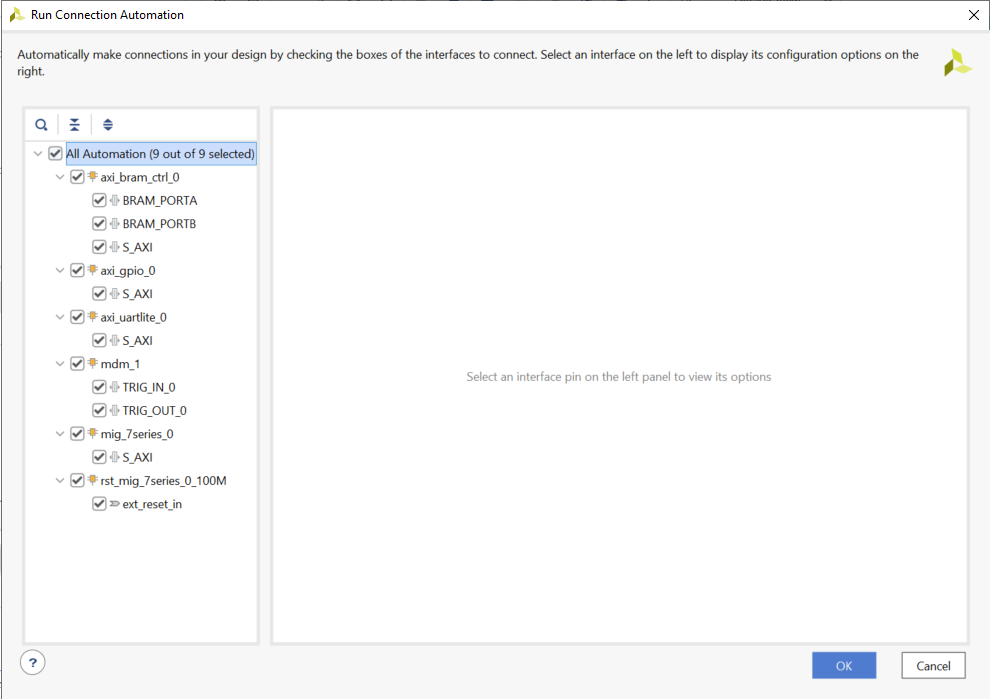 Run Connection Automation
Automatically make connections in your design by checking the boxes of the interfaces to connect. Select an interface on the left to display its configuration options on the
right.
All Automation (9 out of 9 selected)
axi_bram_ctrl_0
BRAM_PORTA
BRAM_PORTB
S_AXI
axi_gpio_0
S_AXI
axi_uartlite_0
S_AXI
mdm_1
TRIG_IN_0
TRIG_OUT_0
mig_7series_0
S_AXI
rst_mig_7series_0_100M
ext_reset_in
Select an interface pin on the left panel to view its options
?
OK
Cancel